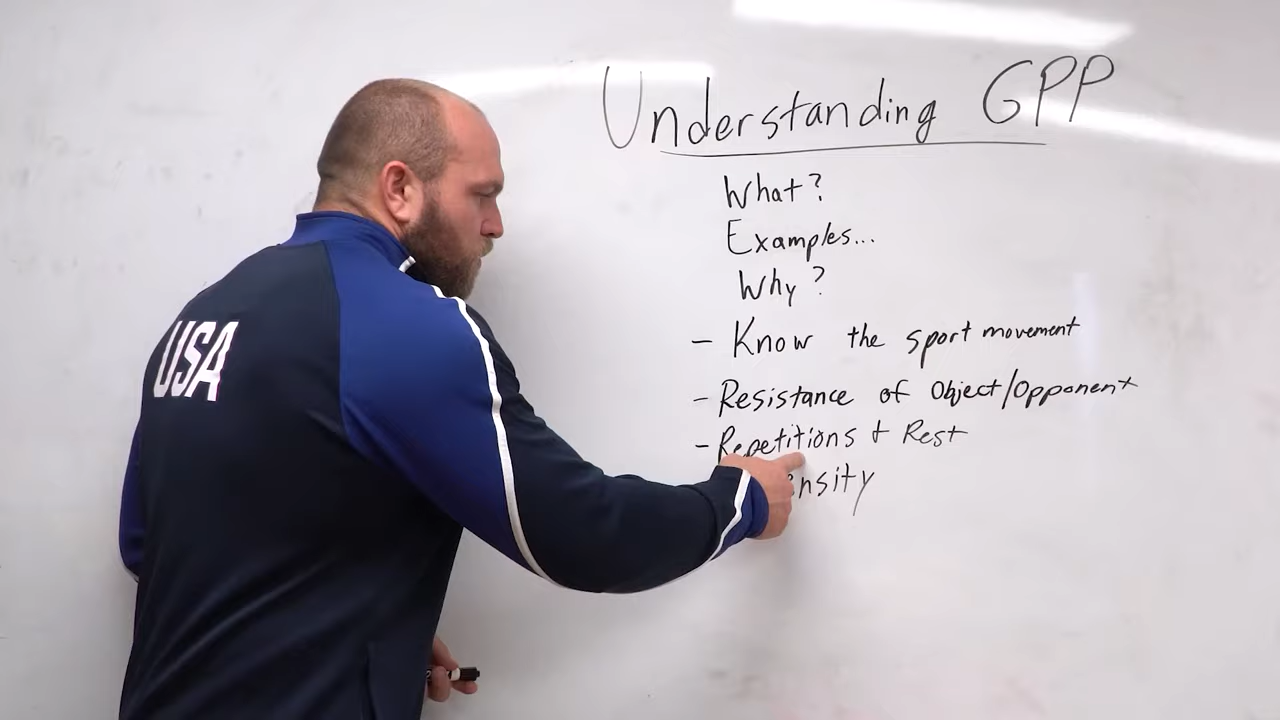 Understanding GPP
What?
Examples...
Why?
- Know the sport movement
- Resistance of Object/Opponent
- Repetitions & Rest
USA